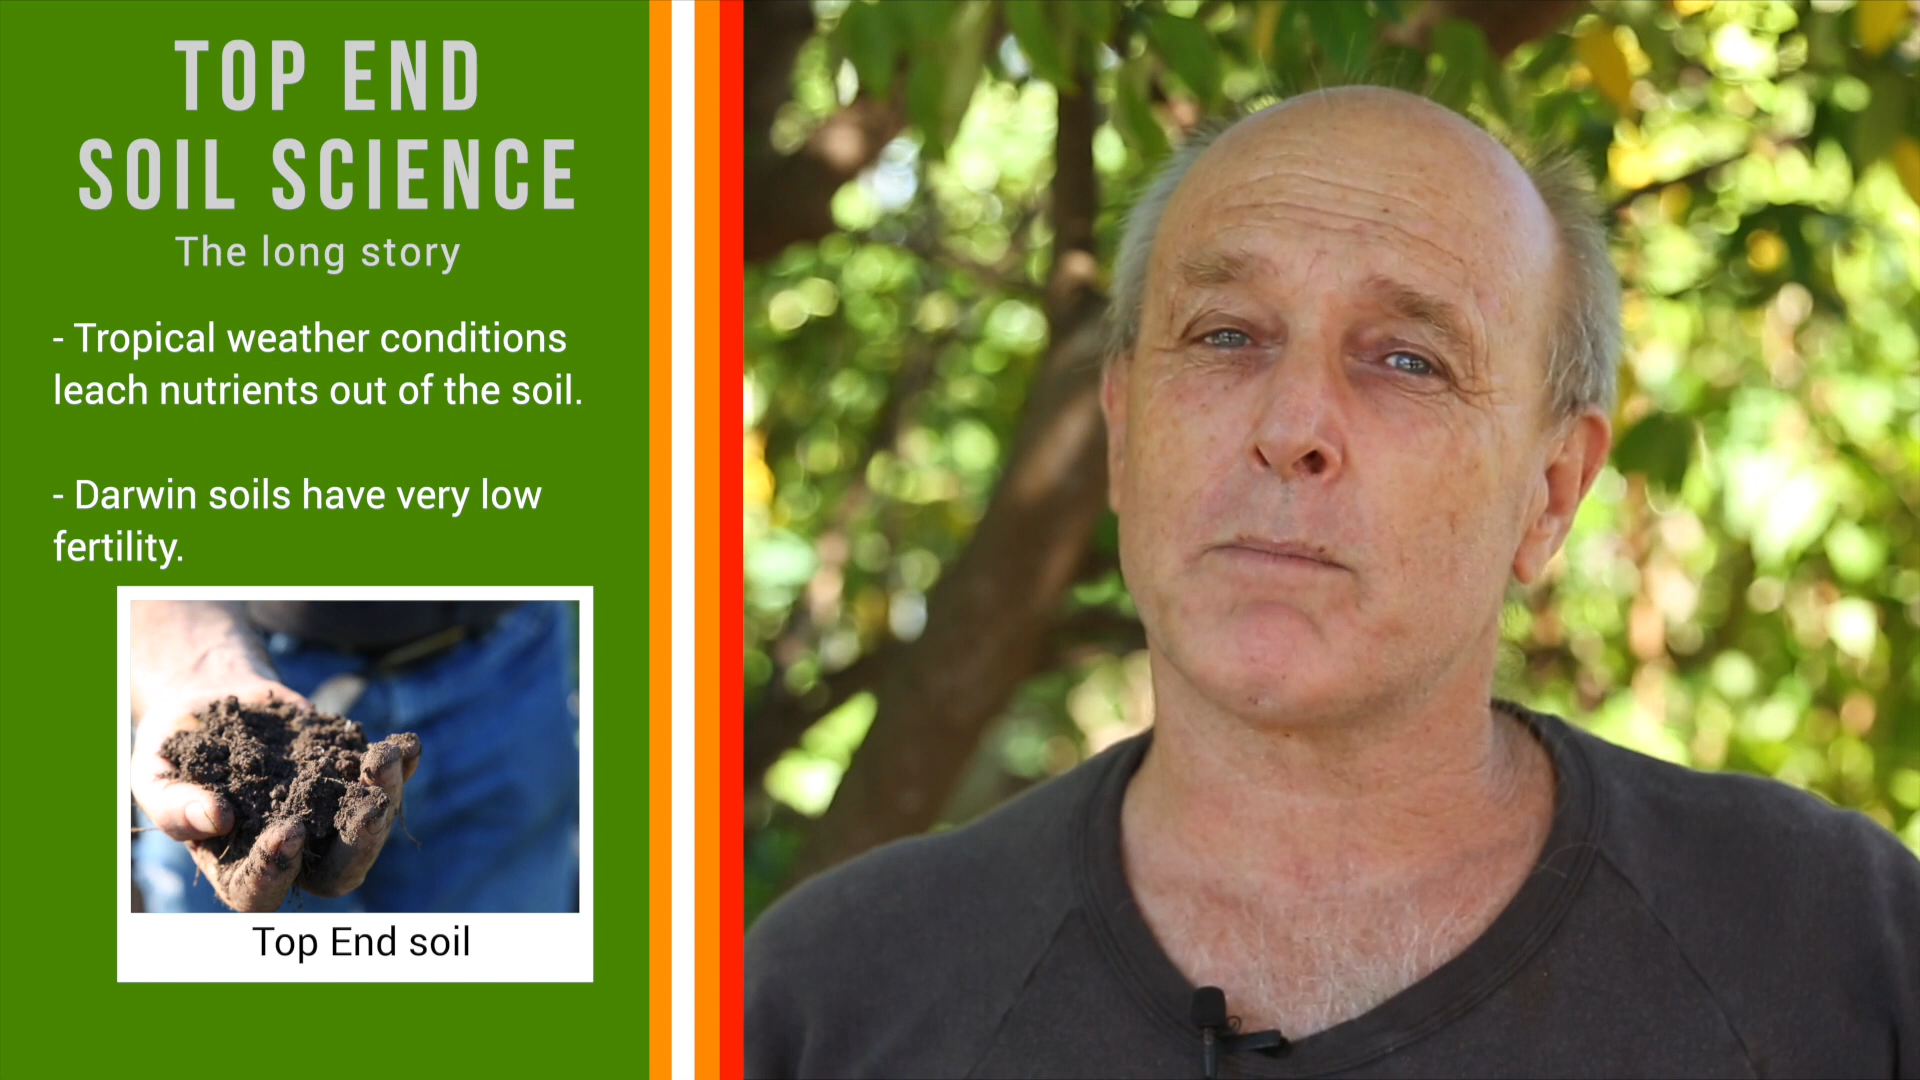 TOP END
SOIL SCIENCE
The long story
- Tropical weather conditions
leach nutrients out of the soil.
- Darwin soils have very low
fertility.
Top End soil